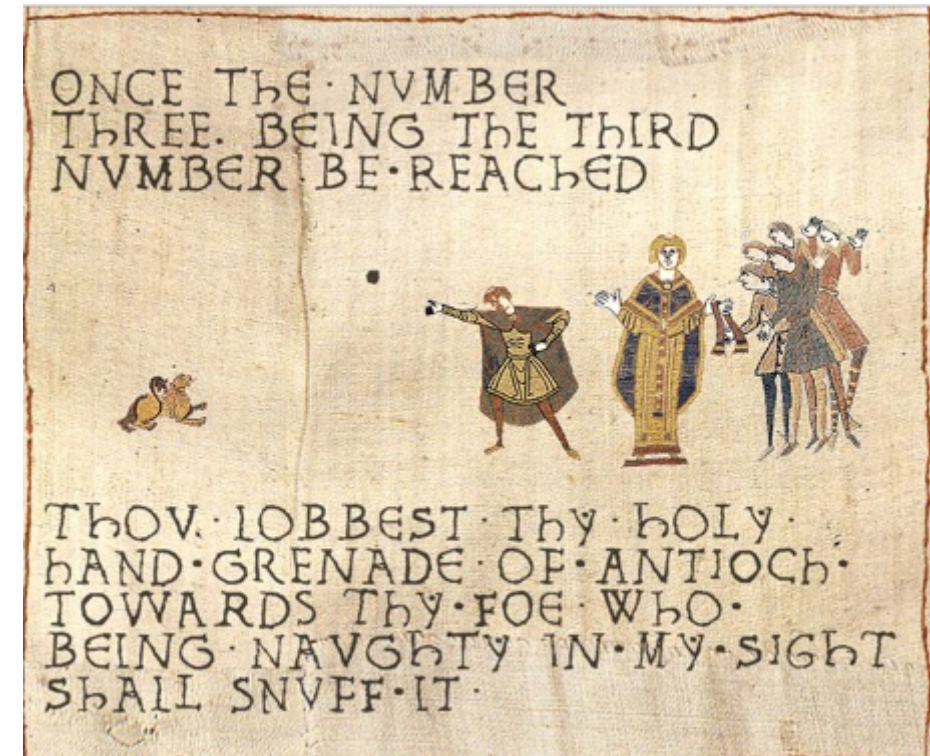 ONCE ThE · NVMBER
ThREE. BEING ThE ThIRD
NVMBER BE·REAChED
ThOV. · LOBBEST · ThY · hOLY ·
hAND·GRENADE · OF·ANTIOCh·
TOWARDS ThY·FOE · WhO·
BEING · NAVGhTY IN·MY·SIGhT
ShALL SNVFF·IT·